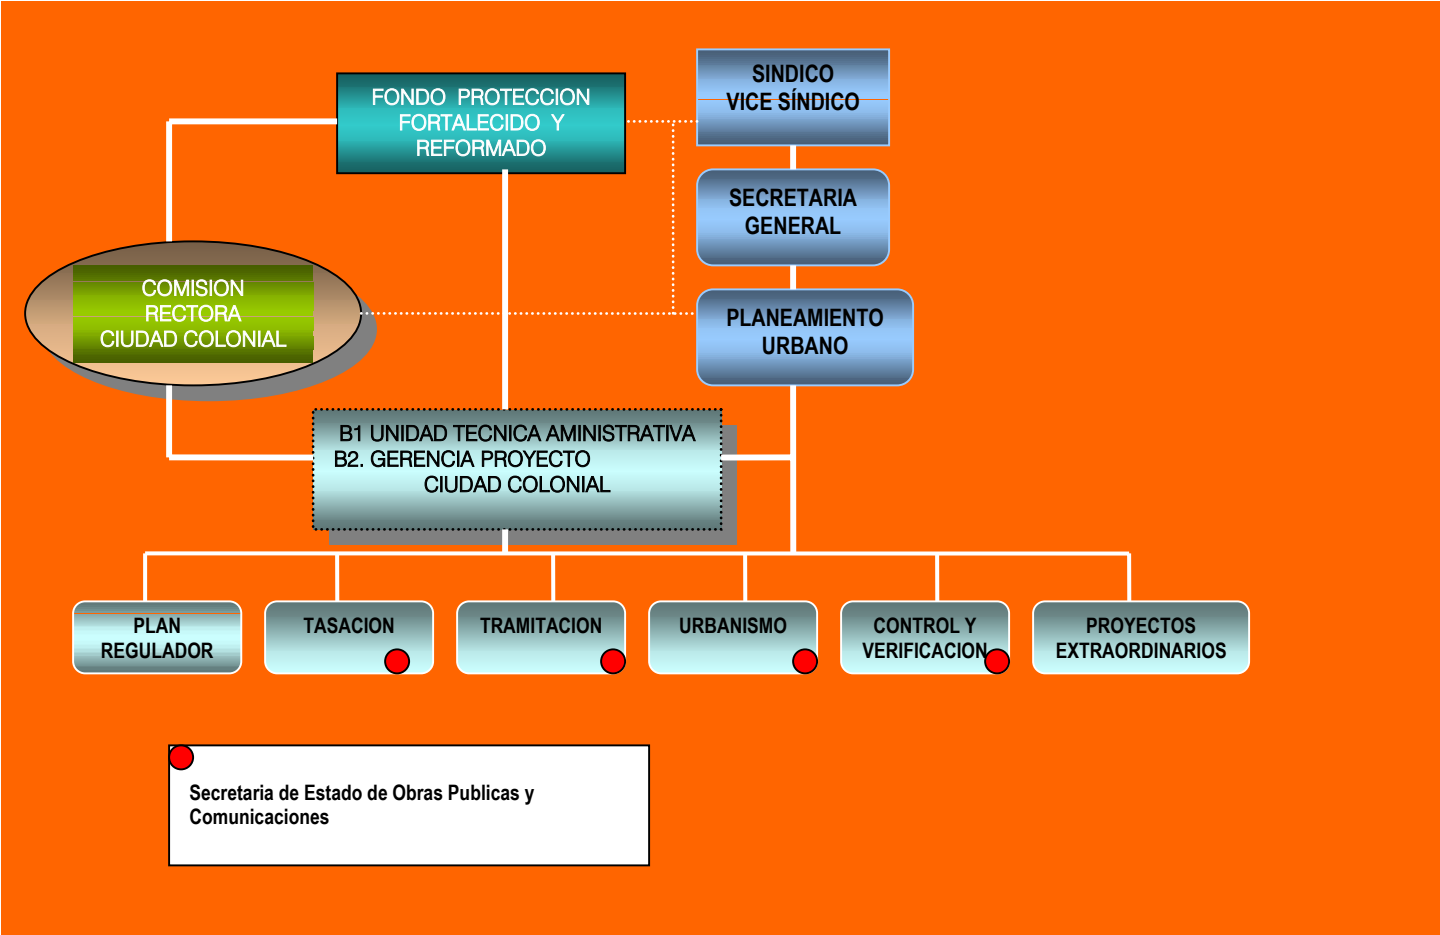 FONDO PROTECCION
FORTALECIDO Y
REFORMADO
SINDICO
VICE SÍNDICO
SECRETARIA
GENERAL
COMISION
RECTORA
CIUDAD COLONIAL
PLANEAMIENTO
URBANO
B1 UNIDAD TECNICA AMINISTRATIVA
B2. GERENCIA PROYECTO
CIUDAD COLONIAL
PLAN
REGULADOR
TASACION
TRAMITACION
URBANISMO
CONTROL Y
VERIFICACION
PROYECTOS
EXTRAORDINARIOS
Secretaria de Estado de Obras Publicas y
Comunicaciones